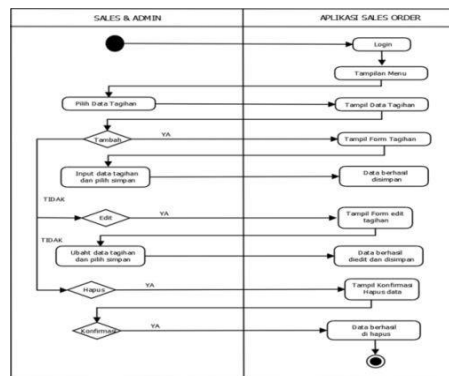 SALES & ADMIN
APLIKASI SALES ORDER
Login
Tampilan Menu
Pilih Data Tagihan
Tampil Data Tagihan
Tambah
YA
Tampil Form Tagihan
Input data tagihan
dan pilih simpan
Data berhasil
disimpan
TIDAK
Edit
YA
Tampil Form edit
tagihan
TIDAK
Ubaht data tagihan
dan pilih simpan
Data berhasil
diedit dan disimpan
Hapus
YA
Tampil Konfirmasi
Hapus data
Konfirmasi
YA
Data berhasil
di hapus